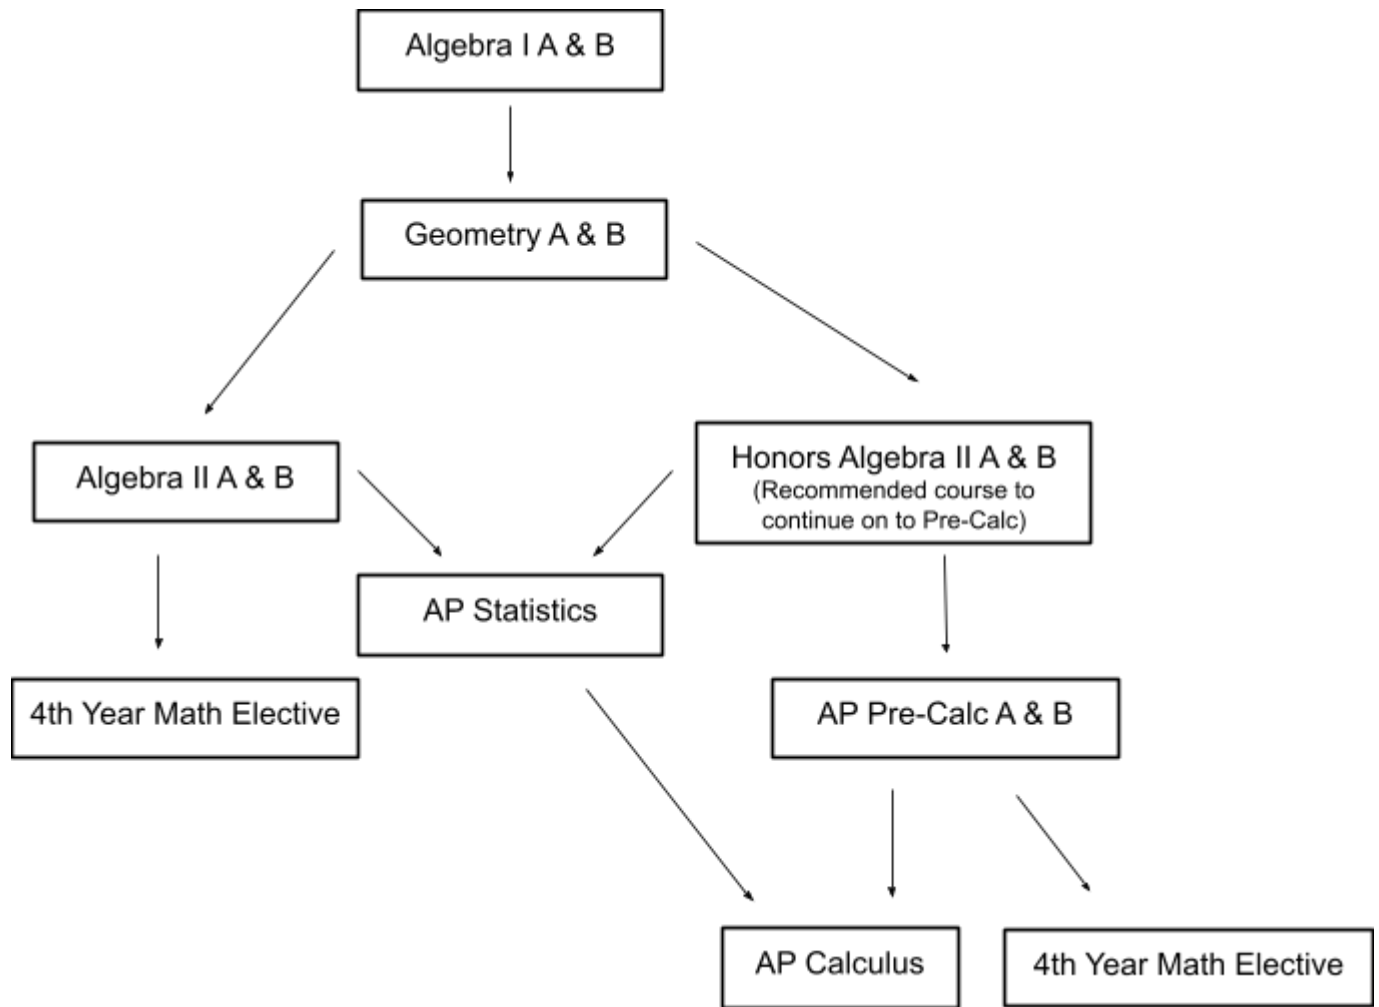 Algebra I A & B
Geometry A & B
Algebra II A & B
Honors Algebra II A & B
(Recommended course to
continue on to Pre-Calc)
AP Statistics
4th Year Math Elective
AP Pre-Calc A & B
AP Calculus
4th Year Math Elective